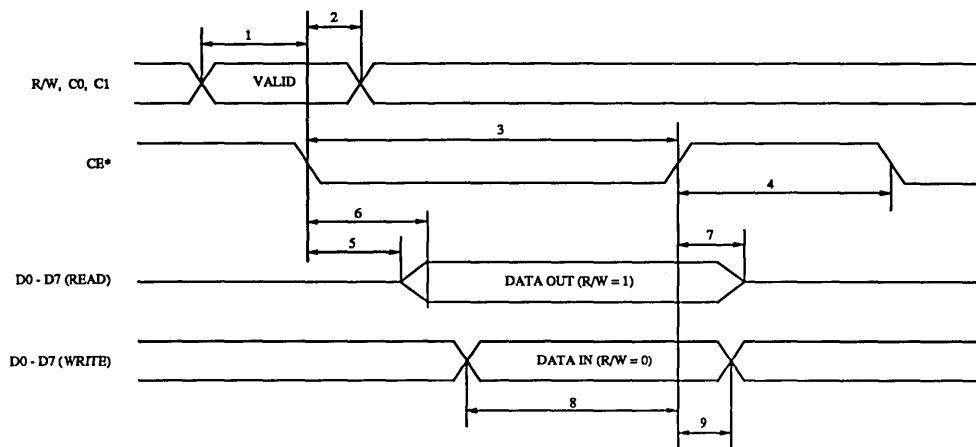 1
2
R/W, C0, C1
VALID
3
CE*
4
6
5
7
D0 - D7 (READ)
DATA OUT (R/W = 1)
D0 - D7 (WRITE)
DATA IN (R/W = 0)
8
9